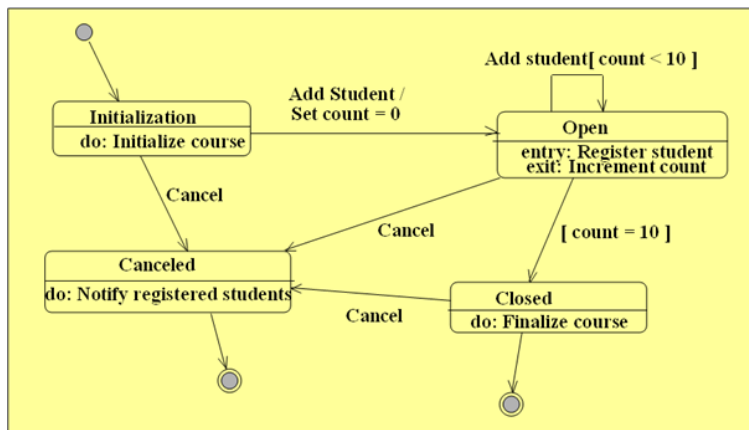 Add student[ count < 10 ]
Add Student /
Set count = 0
Initialization
do: Initialize course
Open
entry: Register student
exit: Increment count
Cancel
Cancel
[ count = 10 ]
Canceled
do: Notify registered students
Closed
do: Finalize course
Cancel